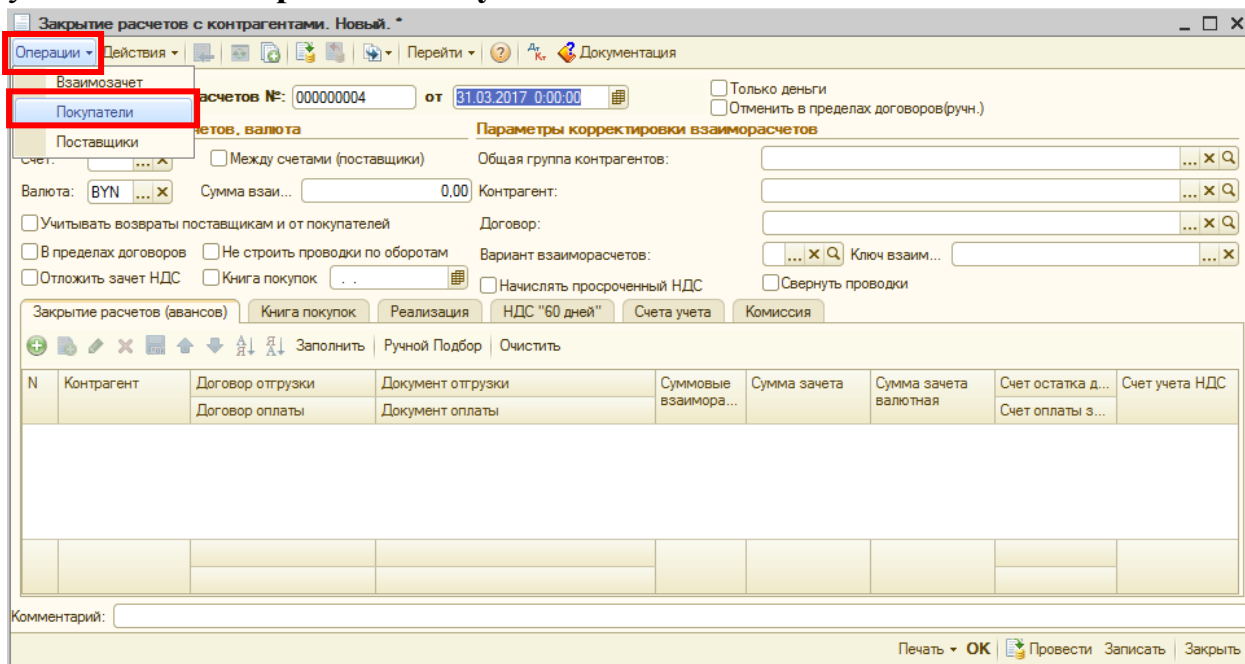 Закрытие расчетов с контрагентами. Новый. *
Операции Действия Перейти Дт Кт Документация
Взаимозачет
Покупатели
Поставщики
асчетов №: 000000004 от 31.03.2017 0:00:00
Только деньги
Отменить в пределах договоров(ручн.)
четов, валюта Параметры корректировки взаиморасчетов
Счет: ... Между счетами (поставщики) Общая группа контрагентов: ...
Валюта: BYN ... Сумма взаи... 0,00 Контрагент: ...
Учитывать возвраты поставщикам и от покупателей Договор: ...
В пределах договоров Не строить проводки по оборотам Вариант взаиморасчетов: ... Ключ взаим... ...
Отложить зачет НДС Книга покупок . . Начислять просроченный НДС Свернуть проводки
Закрытие расчетов (авансов) Книга покупок Реализация НДС "60 дней" Счета учета Комиссия
Заполнить Ручной Подбор Очистить
N Контрагент Договор отгрузки Документ отгрузки Суммовые взаимора... Сумма зачета Сумма зачета валютная Счет остатка д... Счет учета НДС
Договор оплаты Документ оплаты Счет оплаты з...
Комментарий:
Печать OK Провести Записать Закрыть